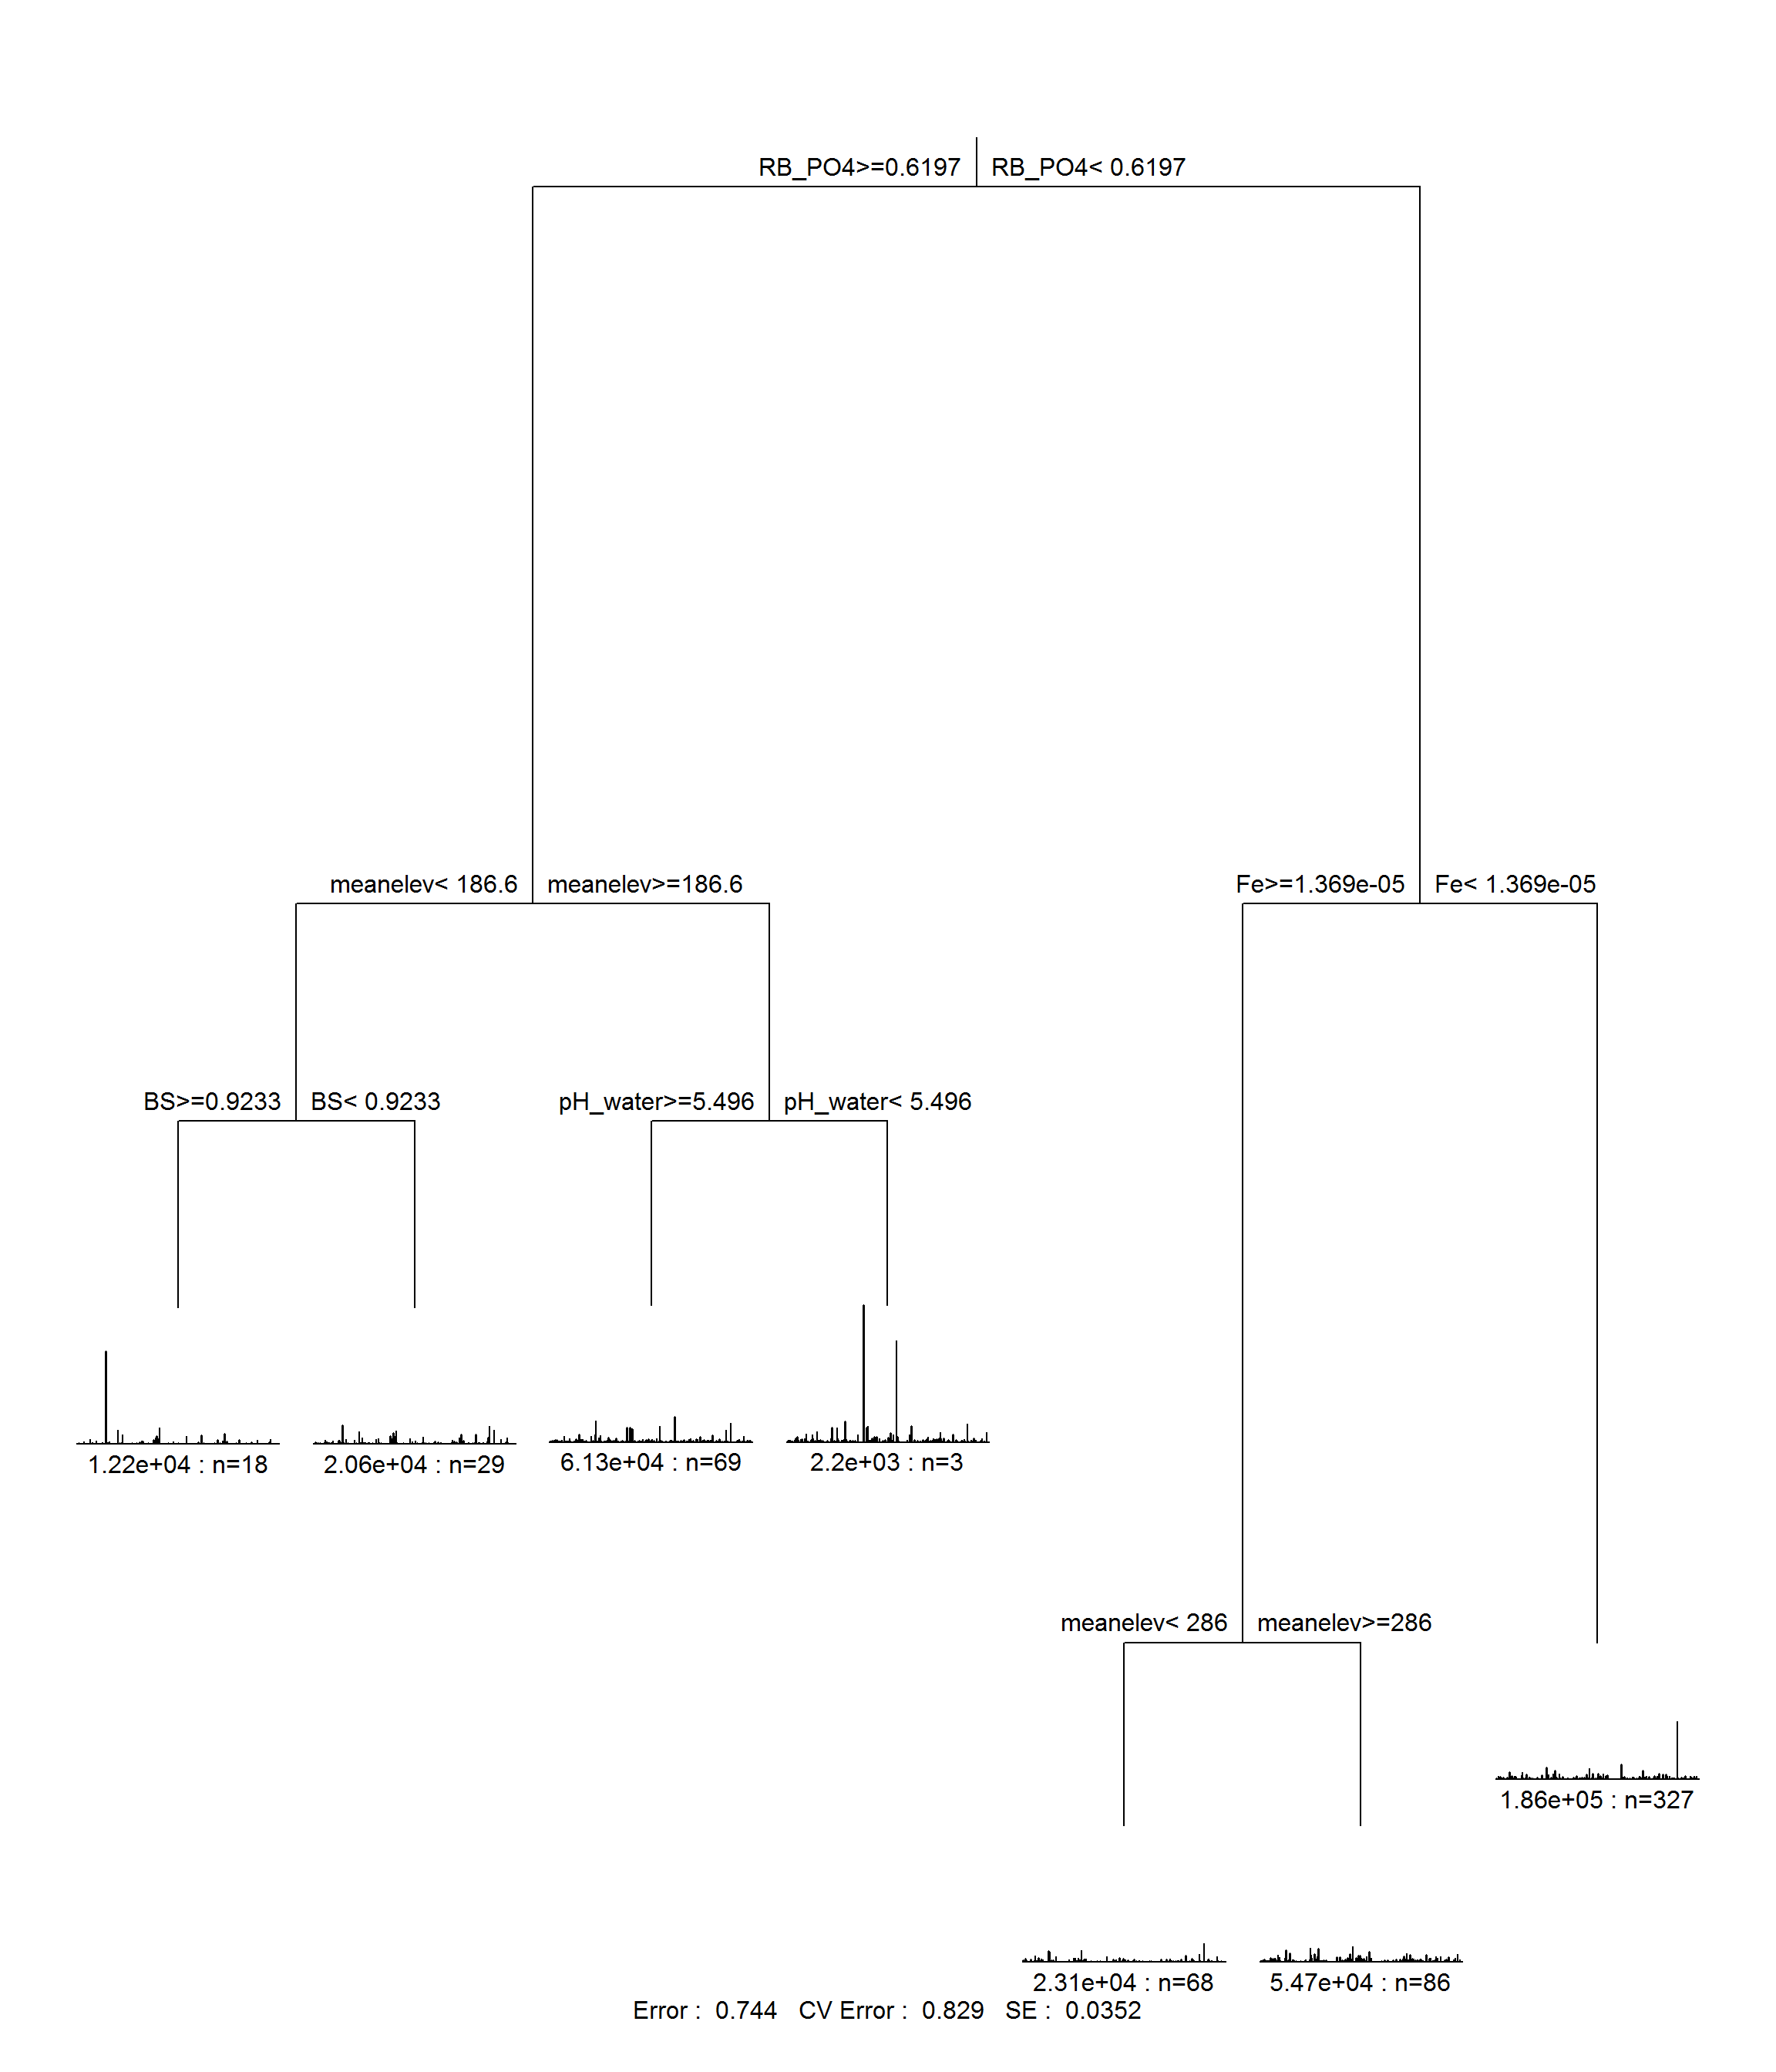 RB_PO4>=0.6197 RB_PO4< 0.6197
meanelev< 186.6 meanelev>=186.6 Fe>=1.369e-05 Fe< 1.369e-05
BS>=0.9233 BS< 0.9233 pH_water>=5.496 pH_water< 5.496
1.22e+04 : n=18 2.06e+04 : n=29 6.13e+04 : n=69 2.2e+03 : n=3
meanelev< 286 meanelev>=286
1.86e+05 : n=327
2.31e+04 : n=68 5.47e+04 : n=86
Error : 0.744 CV Error : 0.829 SE : 0.0352